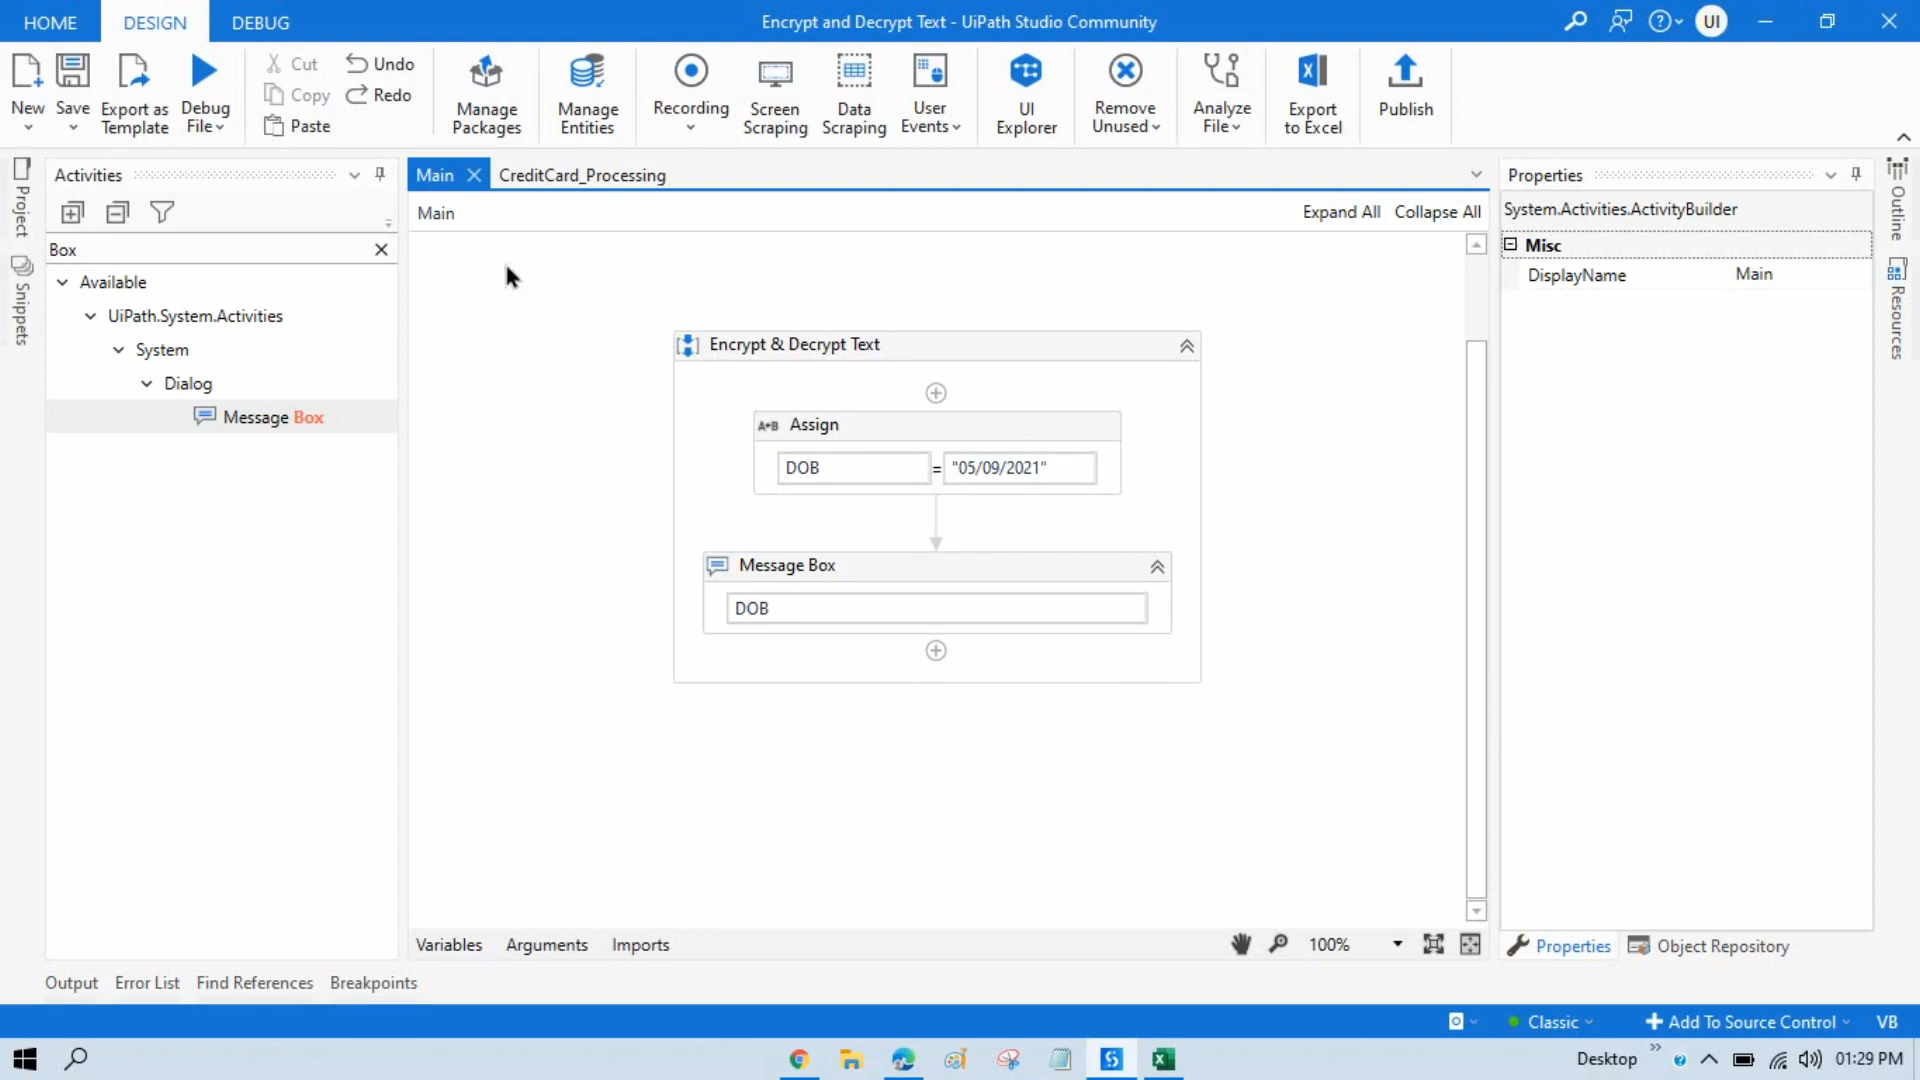 HOME
DESIGN
DEBUG
Encrypt and Decrypt Text - UiPath Studio Community
UI
New
Save
Export as
Template
Debug
File
Cut
Copy
Paste
Undo
Redo
Manage
Packages
Manage
Entities
Recording
Screen
Scraping
Data
Scraping
User
Events
UI
Explorer
Remove
Unused
Analyze
File
Export
to Excel
Publish
Project
Snippets
Activities
Box
Available
UiPath.System.Activities
System
Dialog
Message Box
Main
CreditCard_Processing
Main
Expand All
Collapse All
Encrypt & Decrypt Text
A+B Assign
DOB = "05/09/2021"
Message Box
DOB
Variables
Arguments
Imports
100%
Properties
System.Activities.ActivityBuilder
Misc
DisplayName
Main
Properties
Object Repository
Outline
Resources
Output
Error List
Find References
Breakpoints
Classic
Add To Source Control
VB
Desktop
01:29 PM